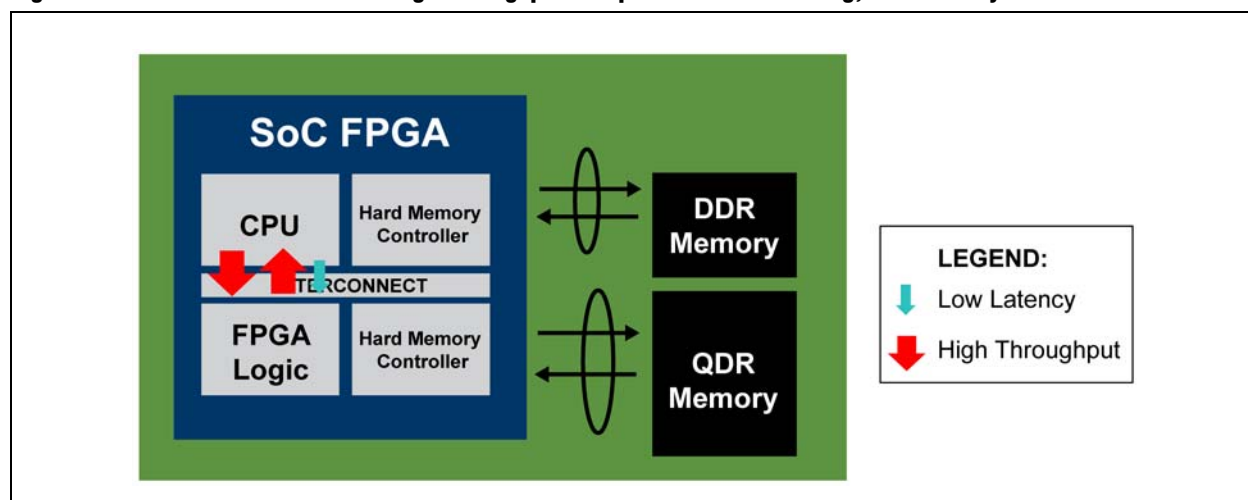 SoC FPGA
CPU
Hard Memory
Controller
TERCONNECT
FPGA
Logic
Hard Memory
Controller
DDR
Memory
QDR
Memory
LEGEND:
Low Latency
High Throughput